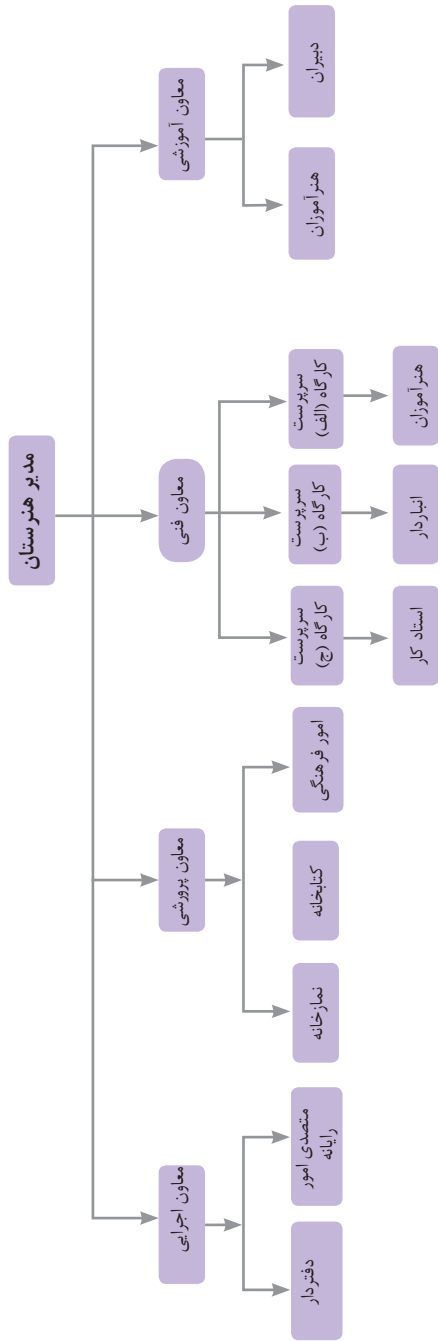 مدیر هنرستان
معاون آموزشی
معاون فنی
معاون پرورشی
معاون اجرایی
دبیران
هنرآموزان
سرپرست
کارگاه (الف)
سرپرست
کارگاه (ب)
سرپرست
کارگاه (ج)
امور فرهنگی
کتابخانه
نمازخانه
متصدی امور
رایانه
دفتردار
هنرآموزان
انباردار
استاد کار